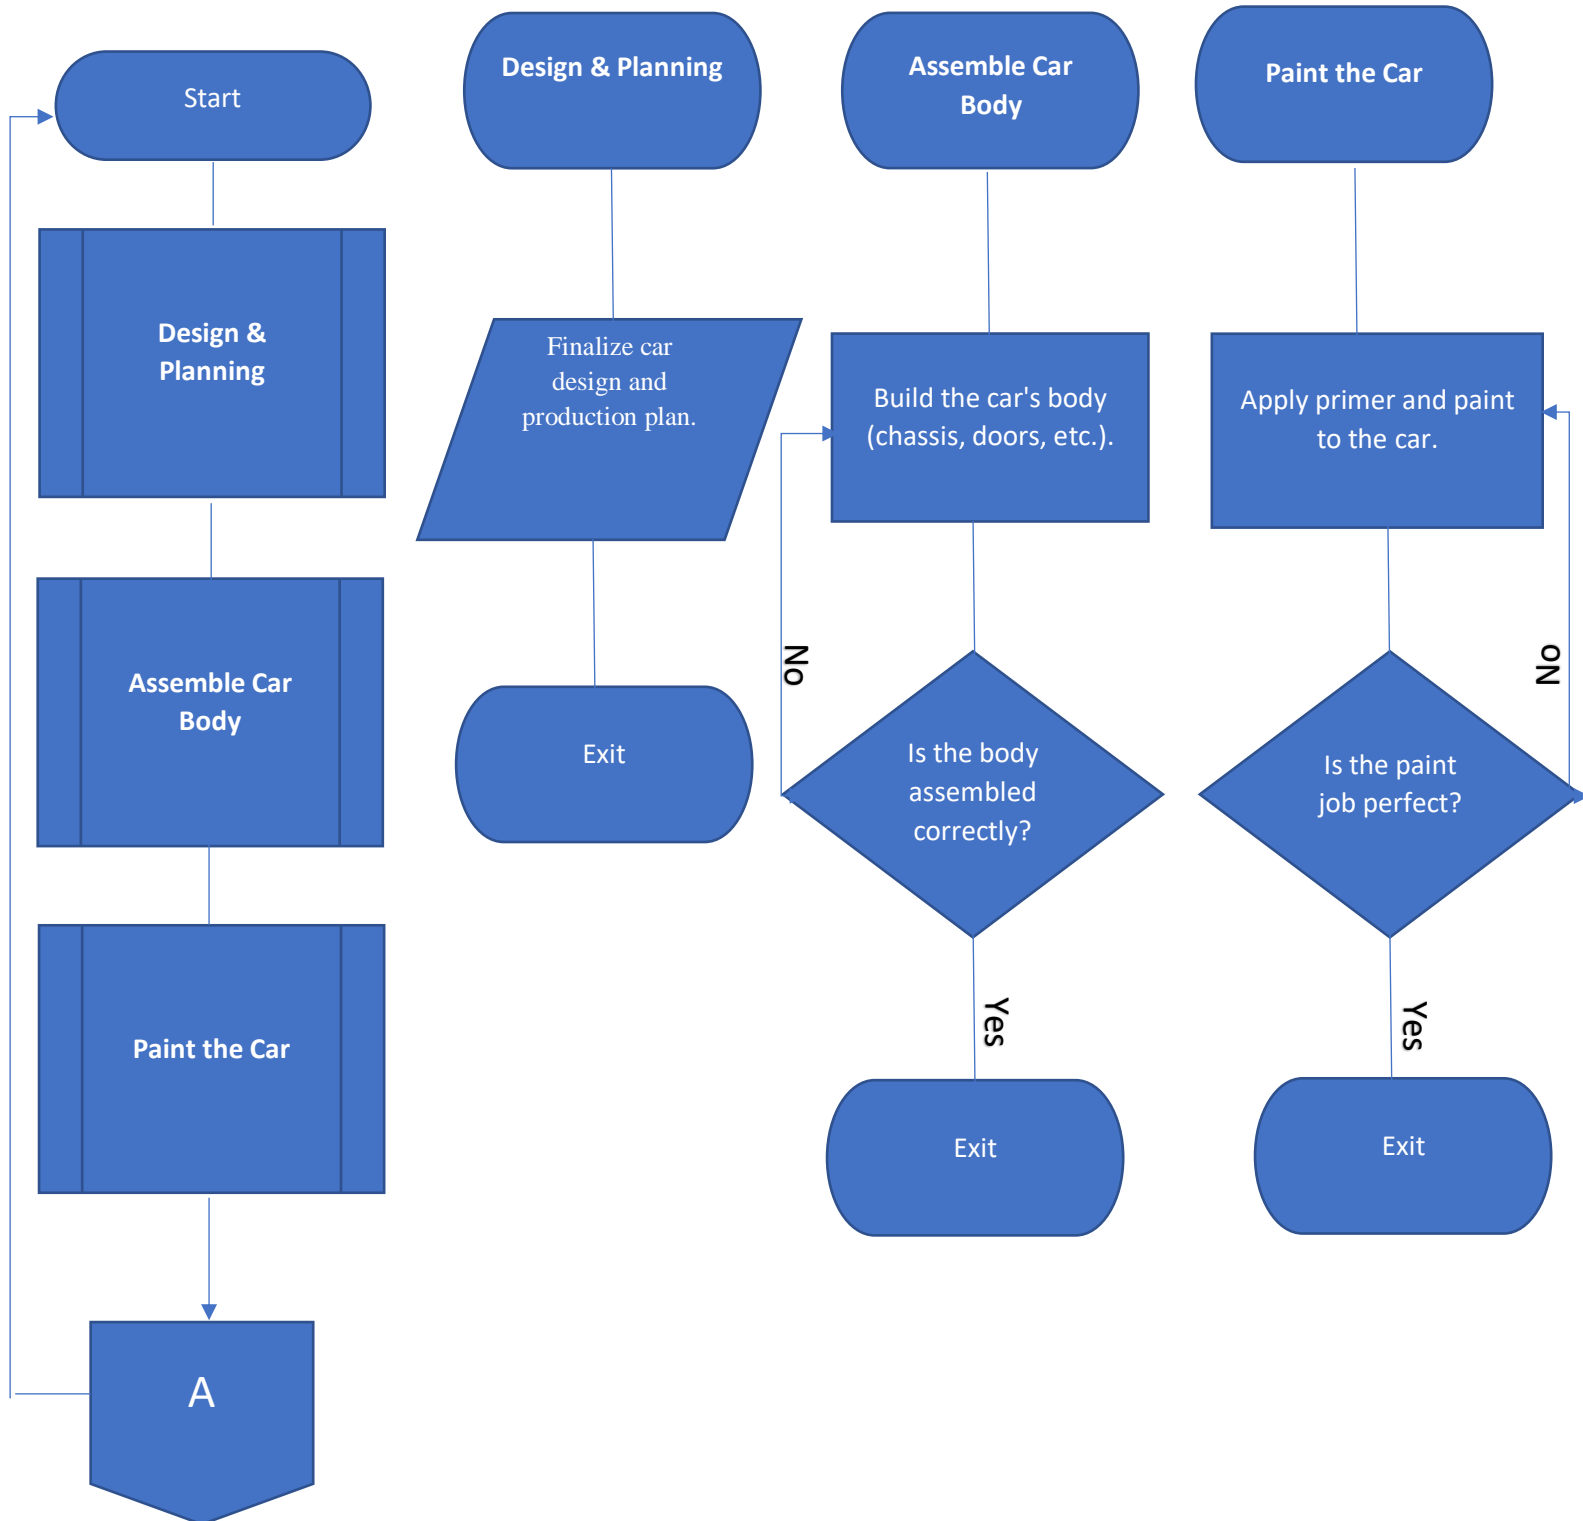 Start
Design &
Planning
Assemble Car
Body
Paint the Car
A
Design & Planning
Finalize car
design and
production plan.
Exit
Assemble Car
Body
Build the car's body
(chassis, doors, etc.).
No
Is the body
assembled
correctly?
Yes
Exit
Paint the Car
Apply primer and paint
to the car.
No
Is the paint
job perfect?
Yes
Exit